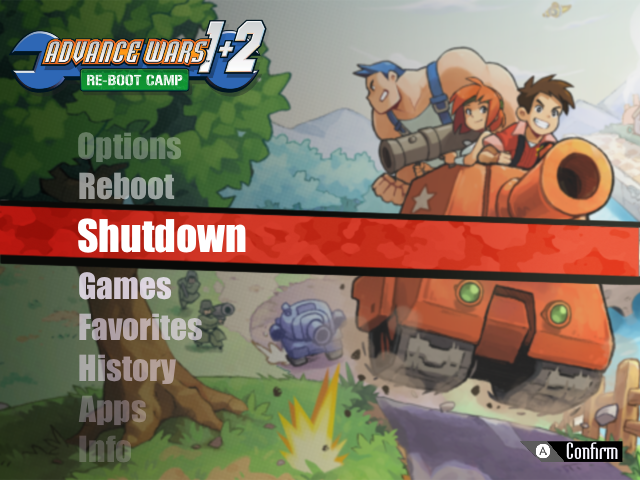 ADVANCE WARS 1+2
RE-BOOT CAMP
Options
Reboot
Shutdown
Games
Favorites
History
Apps
Info
A Confirm